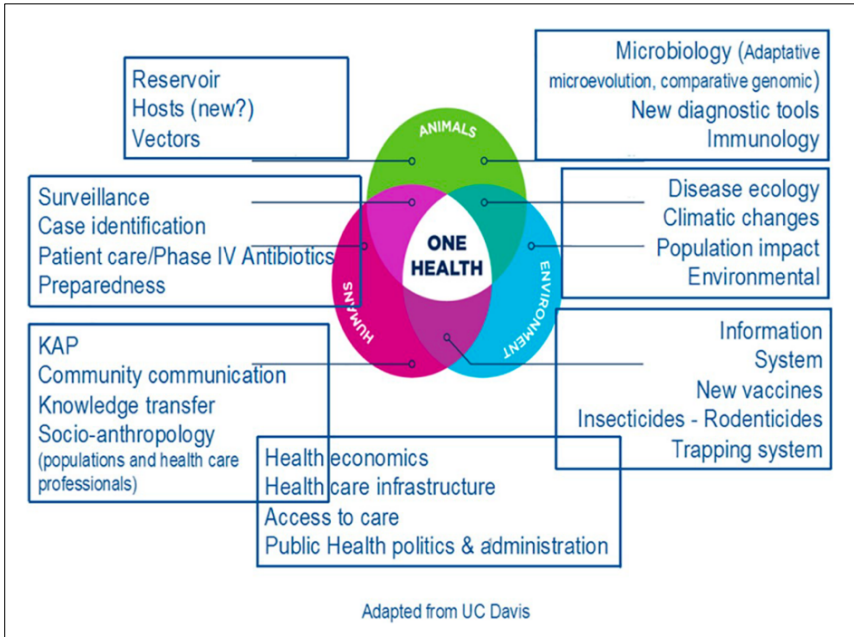 Reservoir
Hosts (new?)
Vectors
Microbiology (Adaptative
microevolution, comparative genomic)
New diagnostic tools
Immunology
ANIMALS
Surveillance
Case identification
Patient care/Phase IV Antibiotics
Preparedness
ONE
HEALTH
HUMANS
ENVIRONMENT
Disease ecology
Climatic changes
Population impact
Environmental
KAP
Community communication
Knowledge transfer
Socio-anthropology
(populations and health care
professionals)
Information
System
New vaccines
Insecticides - Rodenticides
Trapping system
Health economics
Health care infrastructure
Access to care
Public Health politics & administration
Adapted from UC Davis